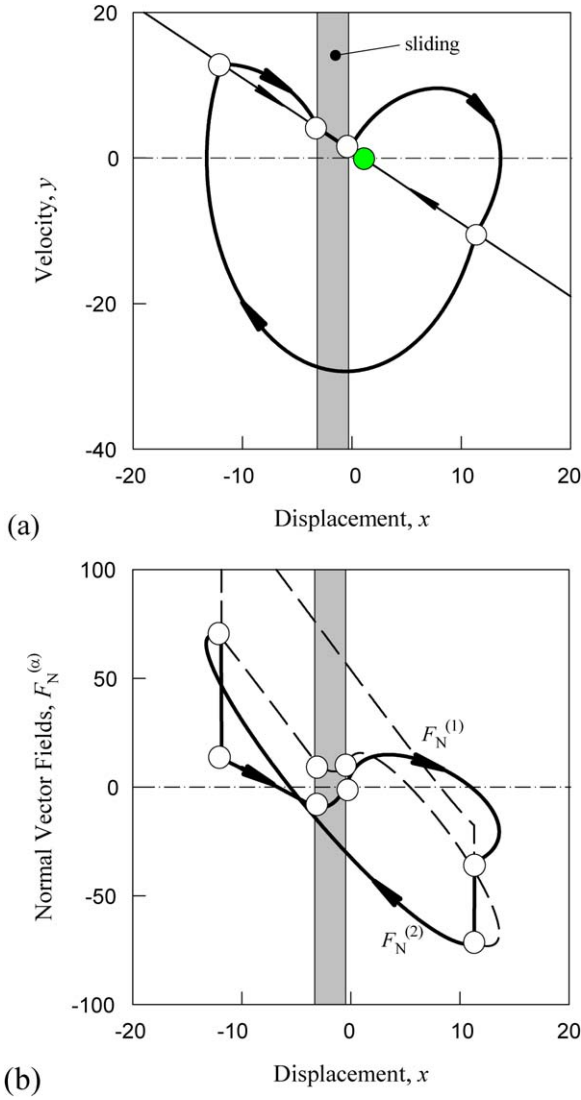 20
sliding
0
-20
-40
Velocity, y
-20
-10
0
10
20
(a)
Displacement, x
100
50
0
-50
-100
Normal Vector Fields, F_N^(α)
F_N^(1)
F_N^(2)
-20
-10
0
10
20
(b)
Displacement, x